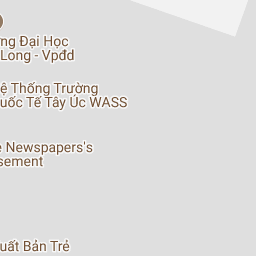 ng Đại Học
Long - Vpđd
ệ Thống Trường
uốc Tế Tây Úc WASS
e Newspapers's
sement
uất Bản Trẻ